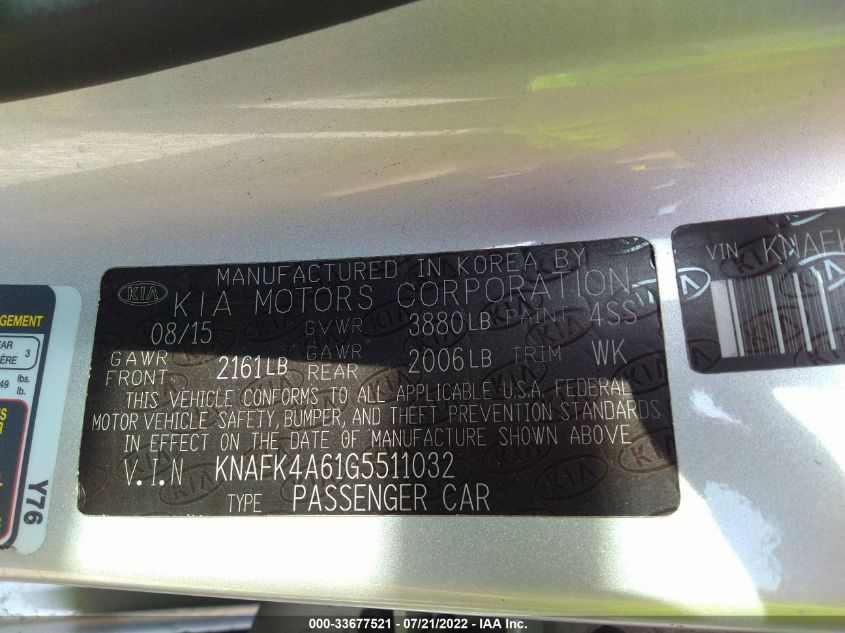 MANUFACTURED IN KOREA BY
KIA KIA MOTORS CORPORATION
08/15 GVWR 3880LB PAINT 4SS
GAWR FRONT 2161LB GAWR REAR 2006LB TRIM WK
THIS VEHICLE CONFORMS TO ALL APPLICABLE U.S.A. FEDERAL
MOTOR VEHICLE SAFETY, BUMPER, AND THEFT PREVENTION STANDARDS
IN EFFECT ON THE DATE OF MANUFACTURE SHOWN ABOVE
V.I.N KNAFK4A61G5511032
TYPE PASSENGER CAR
VIN KNAFK
Y76
lbs.
lb.
000-33677521 - 07/21/2022 - IAA Inc.